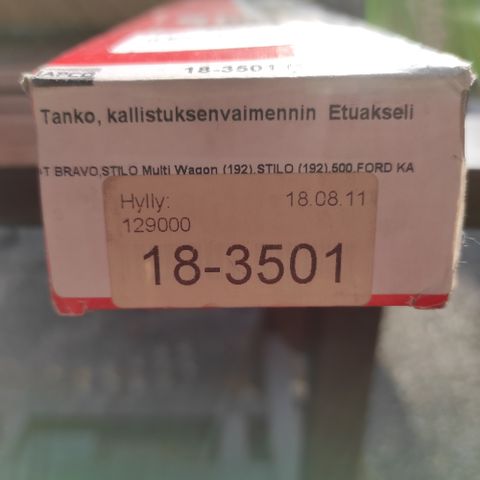 18-3501
Tanko, kallistuksenvaimennin Etuakseli
BRAVO,STILO Multi Wagon (192),STILO (192),500,FORD KA
Hylly: 18.08.11
129000
18-3501